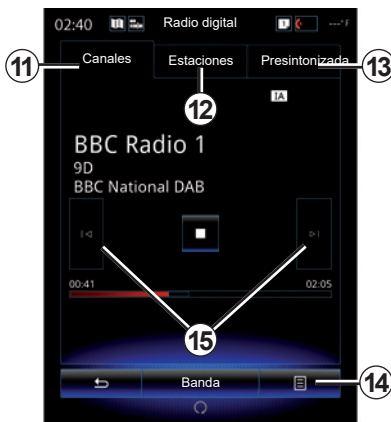 02:40 Radio digital ---°F
11 Canales Estaciones Presintonizada 13
12
IA
BBC Radio 1
9D
BBC National DAB
00:41 02:05
15
Banda 14